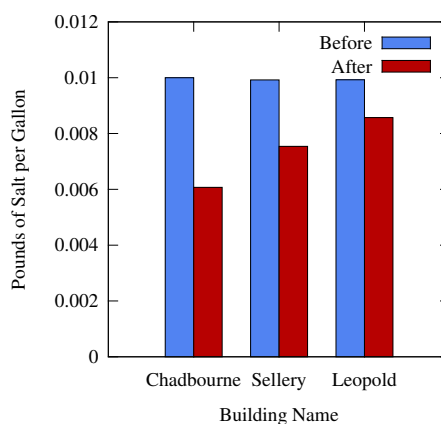 0.012
0.01
0.008
0.006
0.004
0.002
0
Pounds of Salt per Gallon
Before
After
Chadbourne Sellery Leopold
Building Name